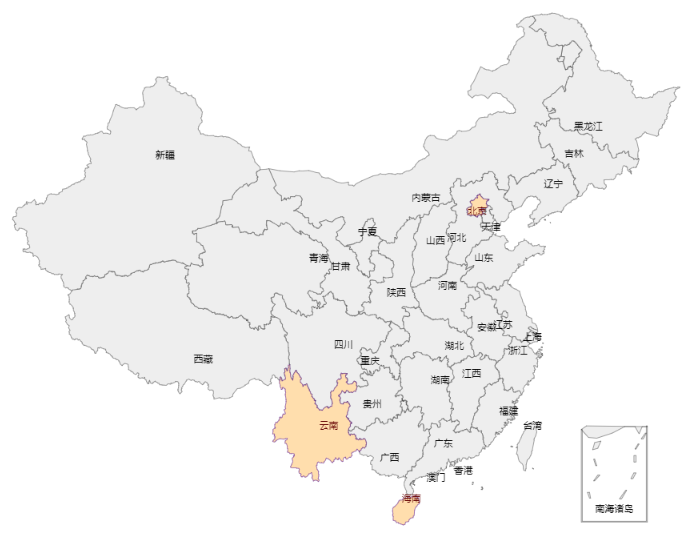 黑龙江
吉林
新疆
辽宁
内蒙古
北京
天津
宁夏
山西
河北
青海
甘肃
山东
陕西
河南
安徽
江苏
上海
四川
湖北
浙江
西藏
重庆
湖南
江西
贵州
福建
云南
台湾
广东
广西
澳门
香港
海南
南海诸岛